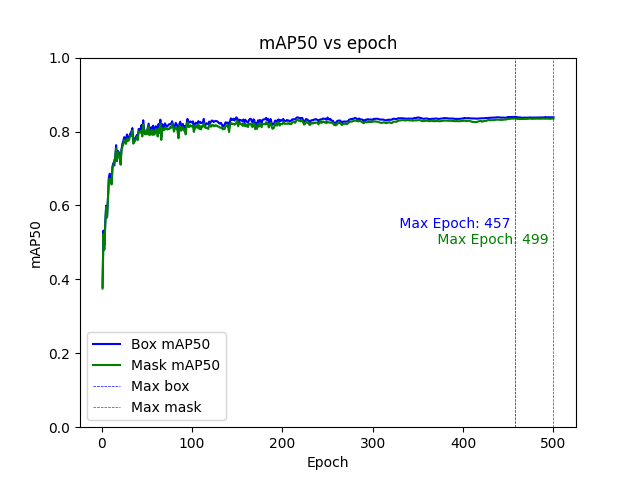 mAP50 vs epoch
1.0
0.8
0.6
0.4
0.2
0.0
mAP50
Max Epoch: 457
Max Epoch: 499
Box mAP50
Mask mAP50
Max box
Max mask
0 100 200 300 400 500
Epoch